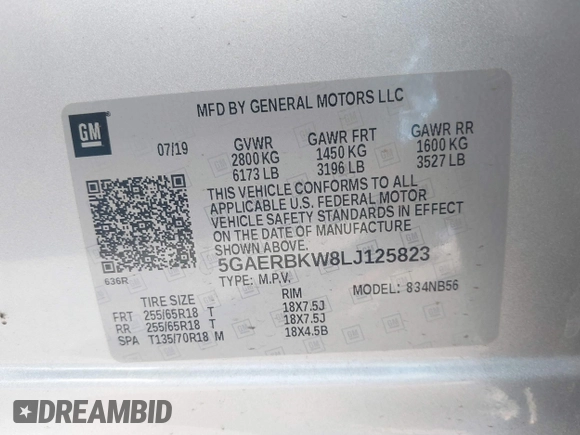 MFD BY GENERAL MOTORS LLC
GM
07/19 GVWR GAWR FRT GAWR RR
2800 KG 1450 KG 1600 KG
6173 LB 3196 LB 3527 LB
THIS VEHICLE CONFORMS TO ALL
APPLICABLE U.S. FEDERAL MOTOR
VEHICLE SAFETY STANDARDS IN EFFECT
ON THE DATE OF MANUFACTURE
SHOWN ABOVE.
5GAERBKW8LJ125823
636R
TYPE: M.P.V. MODEL: 834NB56
TIRE SIZE RIM
FRT 255/65R18 T 18X7.5J
RR 255/65R18 T 18X7.5J
SPA T135/70R18 M 18X4.5B
DREAMBID